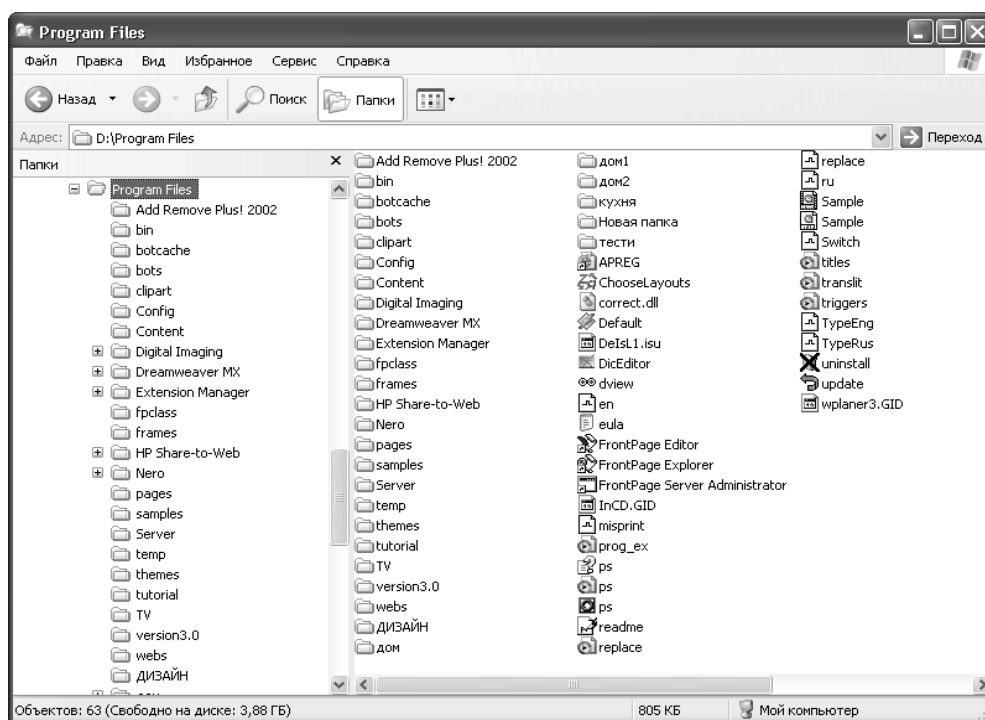 Program Files
Файл Правка Вид Избранное Сервис Справка
Назад Поиск Папки
Адрес: D:\Program Files Переход
Папки
Program Files
Add Remove Plus! 2002
bin
botcache
bots
clipart
Config
Content
Digital Imaging
Dreamweaver MX
Extension Manager
fpclass
frames
HP Share-to-Web
Nero
pages
samples
Server
temp
themes
tutorial
TV
version3.0
webs
ДИЗАЙН
Add Remove Plus! 2002
bin
botcache
bots
clipart
Config
Content
Digital Imaging
Dreamweaver MX
Extension Manager
fpclass
frames
HP Share-to-Web
Nero
pages
samples
Server
temp
themes
tutorial
TV
version3.0
webs
ДИЗАЙН
дом
дом1
дом2
кухня
Новая папка
тести
APREG
ChooseLayouts
correct.dll
Default
DeIsL1.isu
DicEditor
dview
en
eula
FrontPage Editor
FrontPage Explorer
FrontPage Server Administrator
InCD.GID
misprint
prog_ex
ps
ps
ps
readme
replace
replace
ru
Sample
Sample
Switch
titles
translit
triggers
TypeEng
TypeRus
uninstall
update
wplaner3.GID
Объектов: 63 (Свободно на диске: 3,88 ГБ) 805 КБ Мой компьютер